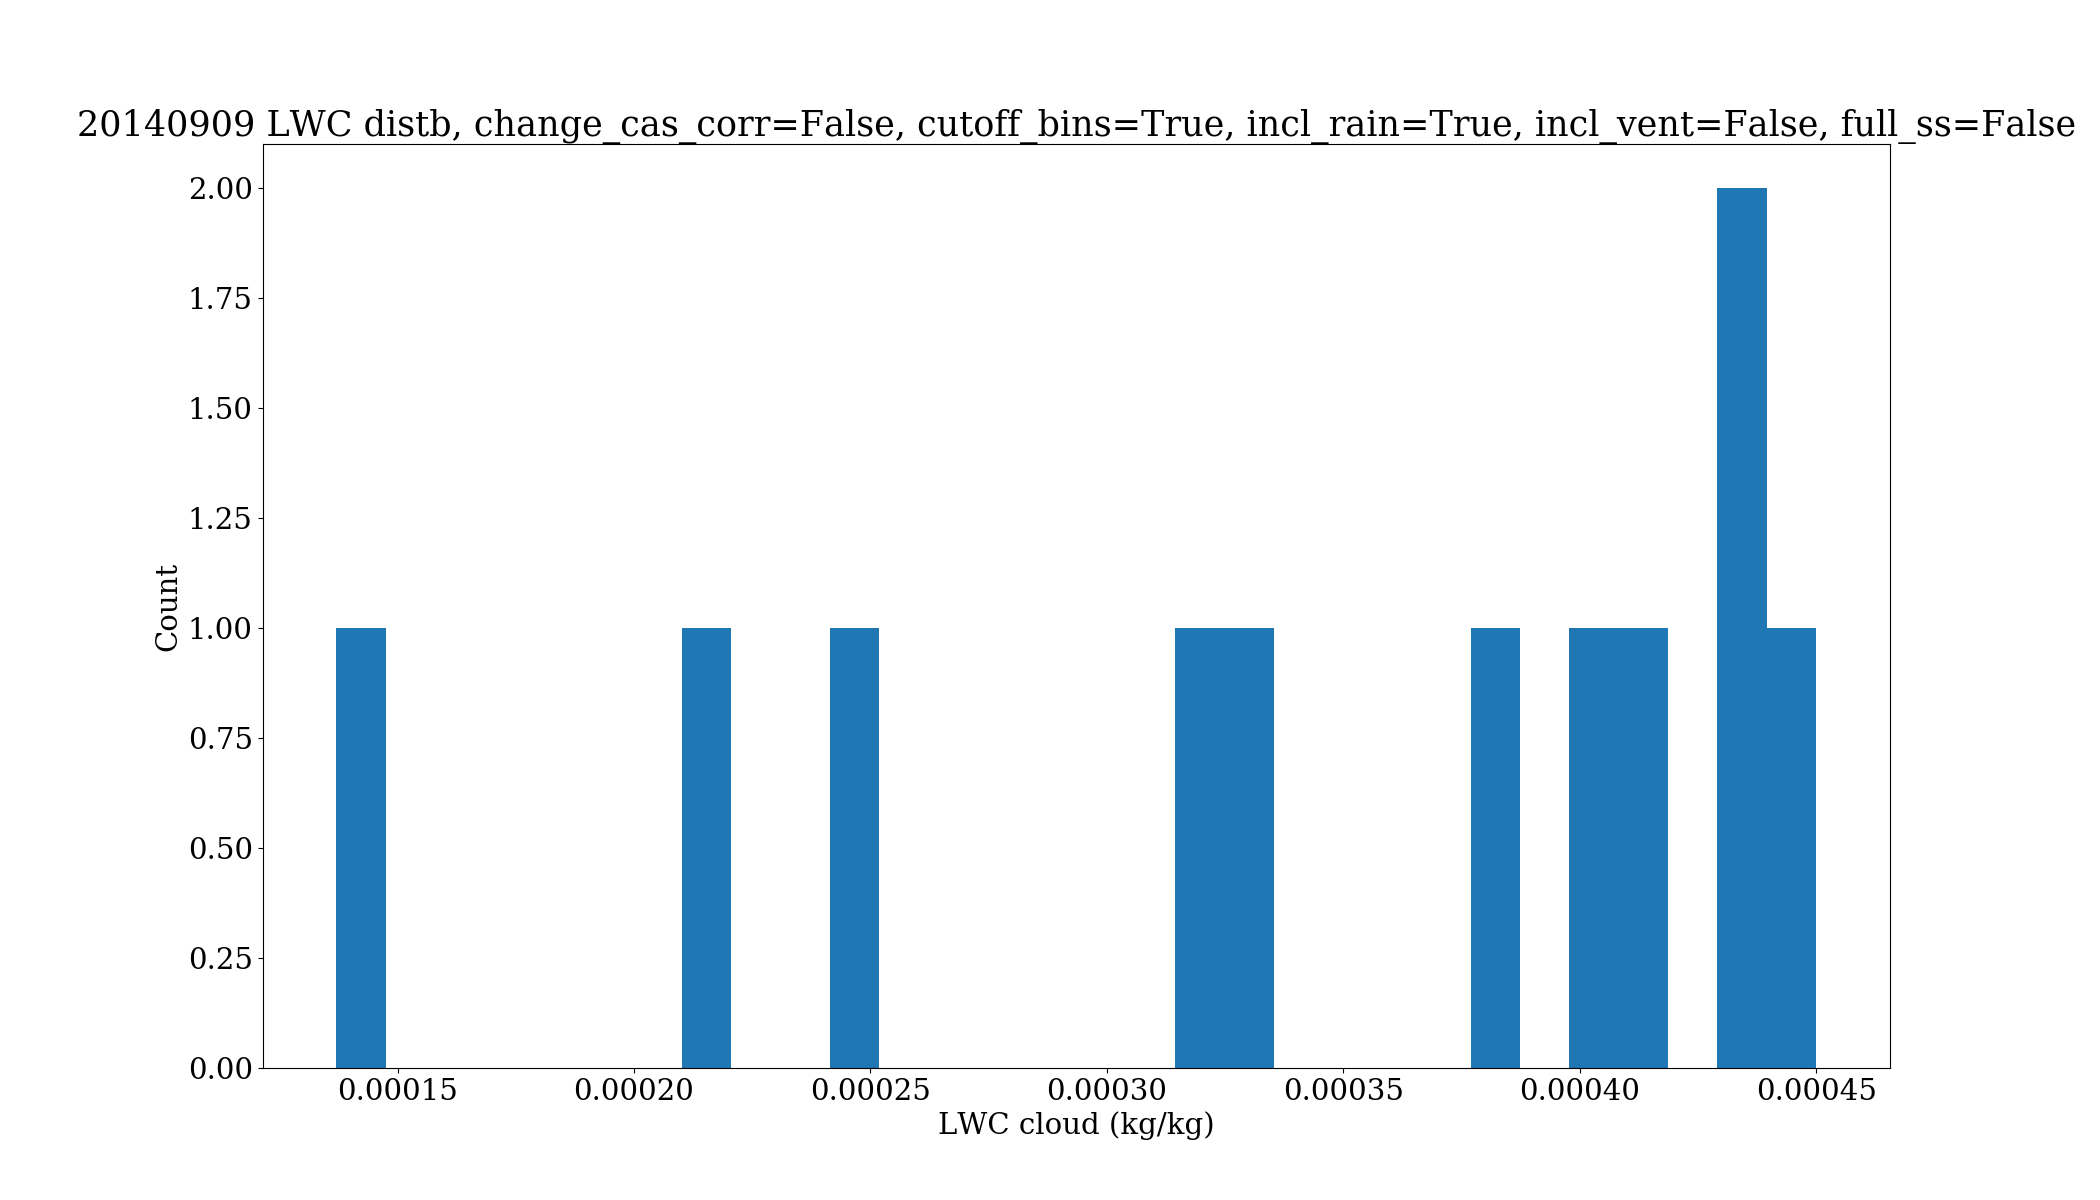 20140909 LWC distb, change_cas_corr=False, cutoff_bins=True, incl_rain=True, incl_vent=False, full_ss=False
2.00
1.75
1.50
1.25
1.00
0.75
0.50
0.25
0.00
Count
0.00015 0.00020 0.00025 0.00030 0.00035 0.00040 0.00045
LWC cloud (kg/kg)